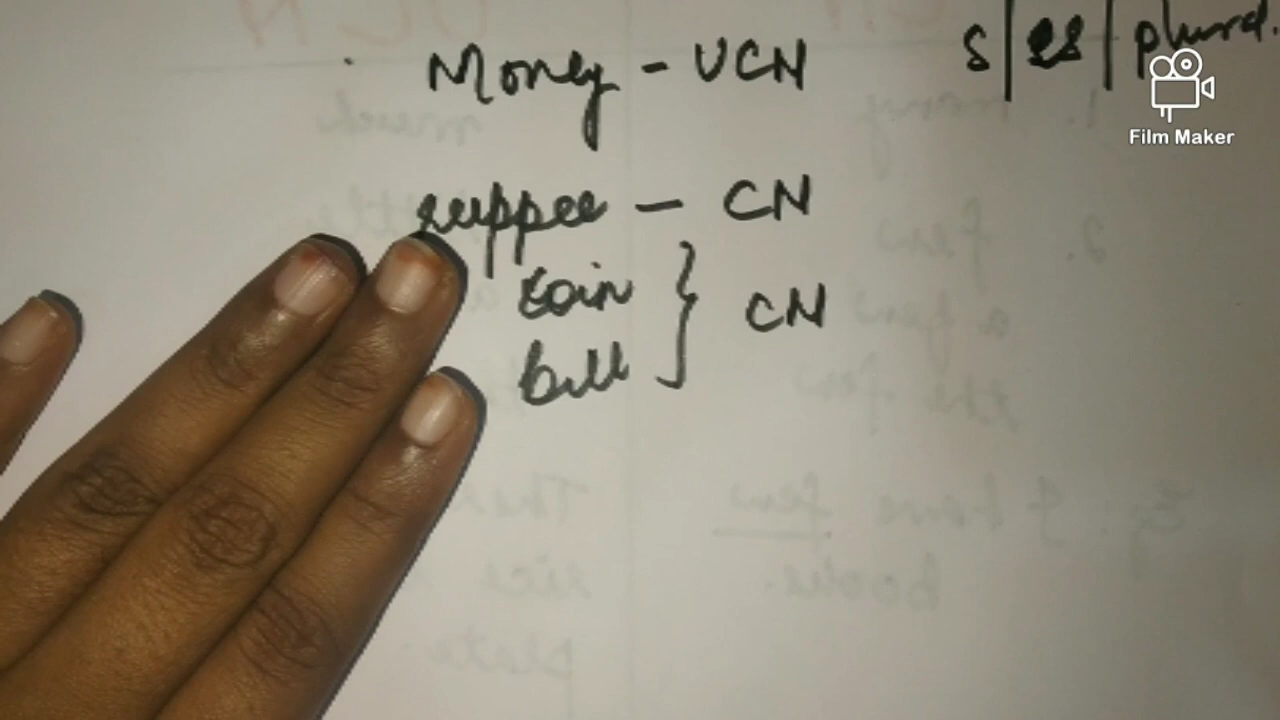 Money - UCN
s|es|plural.
Film Maker
ruppee - CN
coin
bill } CN